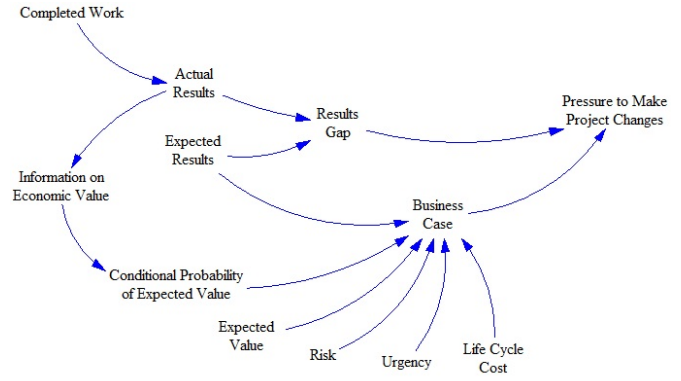 Completed Work
Actual
Results
Results
Gap
Pressure to Make
Project Changes
Expected
Results
Information on
Economic Value
Business
Case
Conditional Probability
of Expected Value
Expected
Value
Risk
Urgency
Life Cycle
Cost